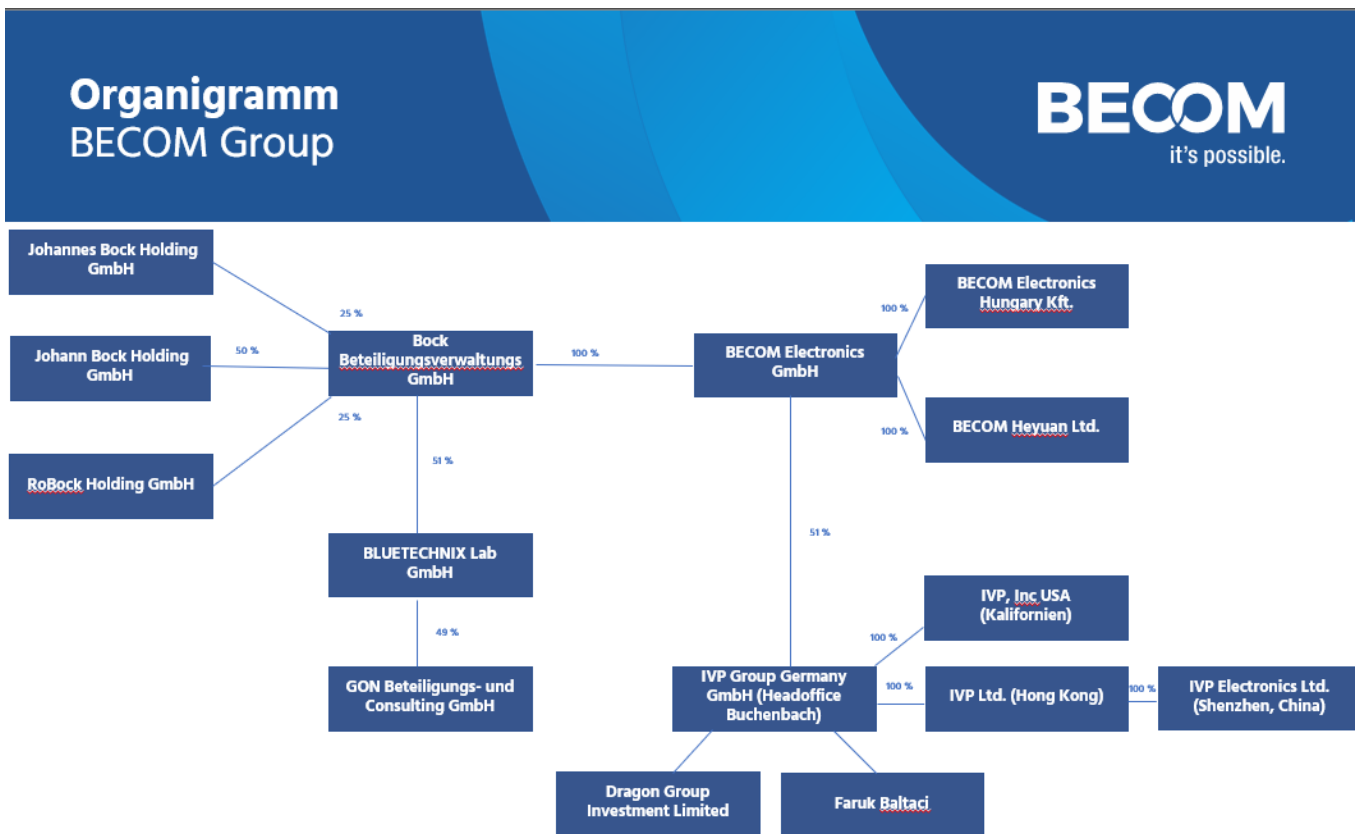 Organigramm
BECOM Group
BECOM
it's possible.
Johannes Bock Holding
GmbH
25 %
Johann Bock Holding
GmbH
50 %
Bock
Beteiligungsverwaltungs
GmbH
100 %
BECOM Electronics
GmbH
100 %
BECOM Electronics
Hungary Kft.
25 %
RoBock Holding GmbH
100 %
BECOM Heyuan Ltd.
51 %
51 %
BLUETECHNIX Lab
GmbH
49 %
GON Beteiligungs- und
Consulting GmbH
100 %
IVP, Inc USA
(Kalifornien)
IVP Group Germany
GmbH (Headoffice
Buchenbach)
100 %
IVP Ltd. (Hong Kong)
100 %
IVP Electronics Ltd.
(Shenzhen, China)
Dragon Group
Investment Limited
Faruk Baltaci